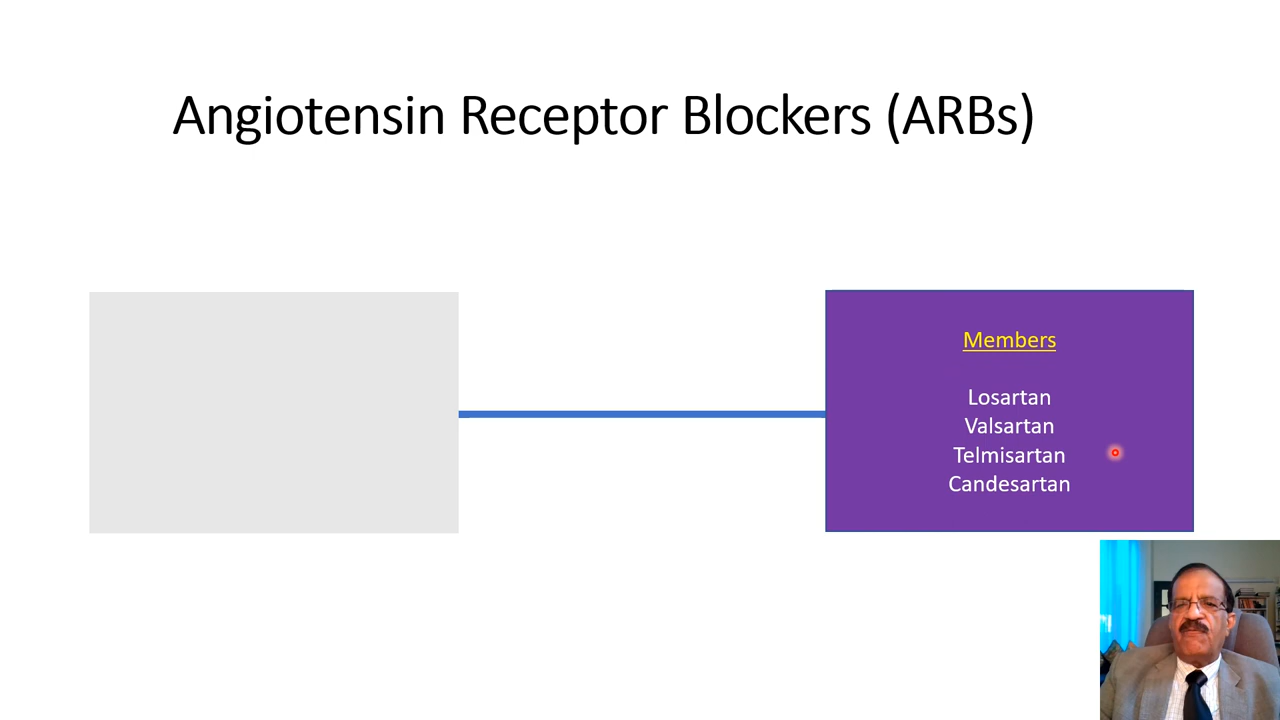 Angiotensin Receptor Blockers (ARBs)
Members
Losartan
Valsartan
Telmisartan
Candesartan